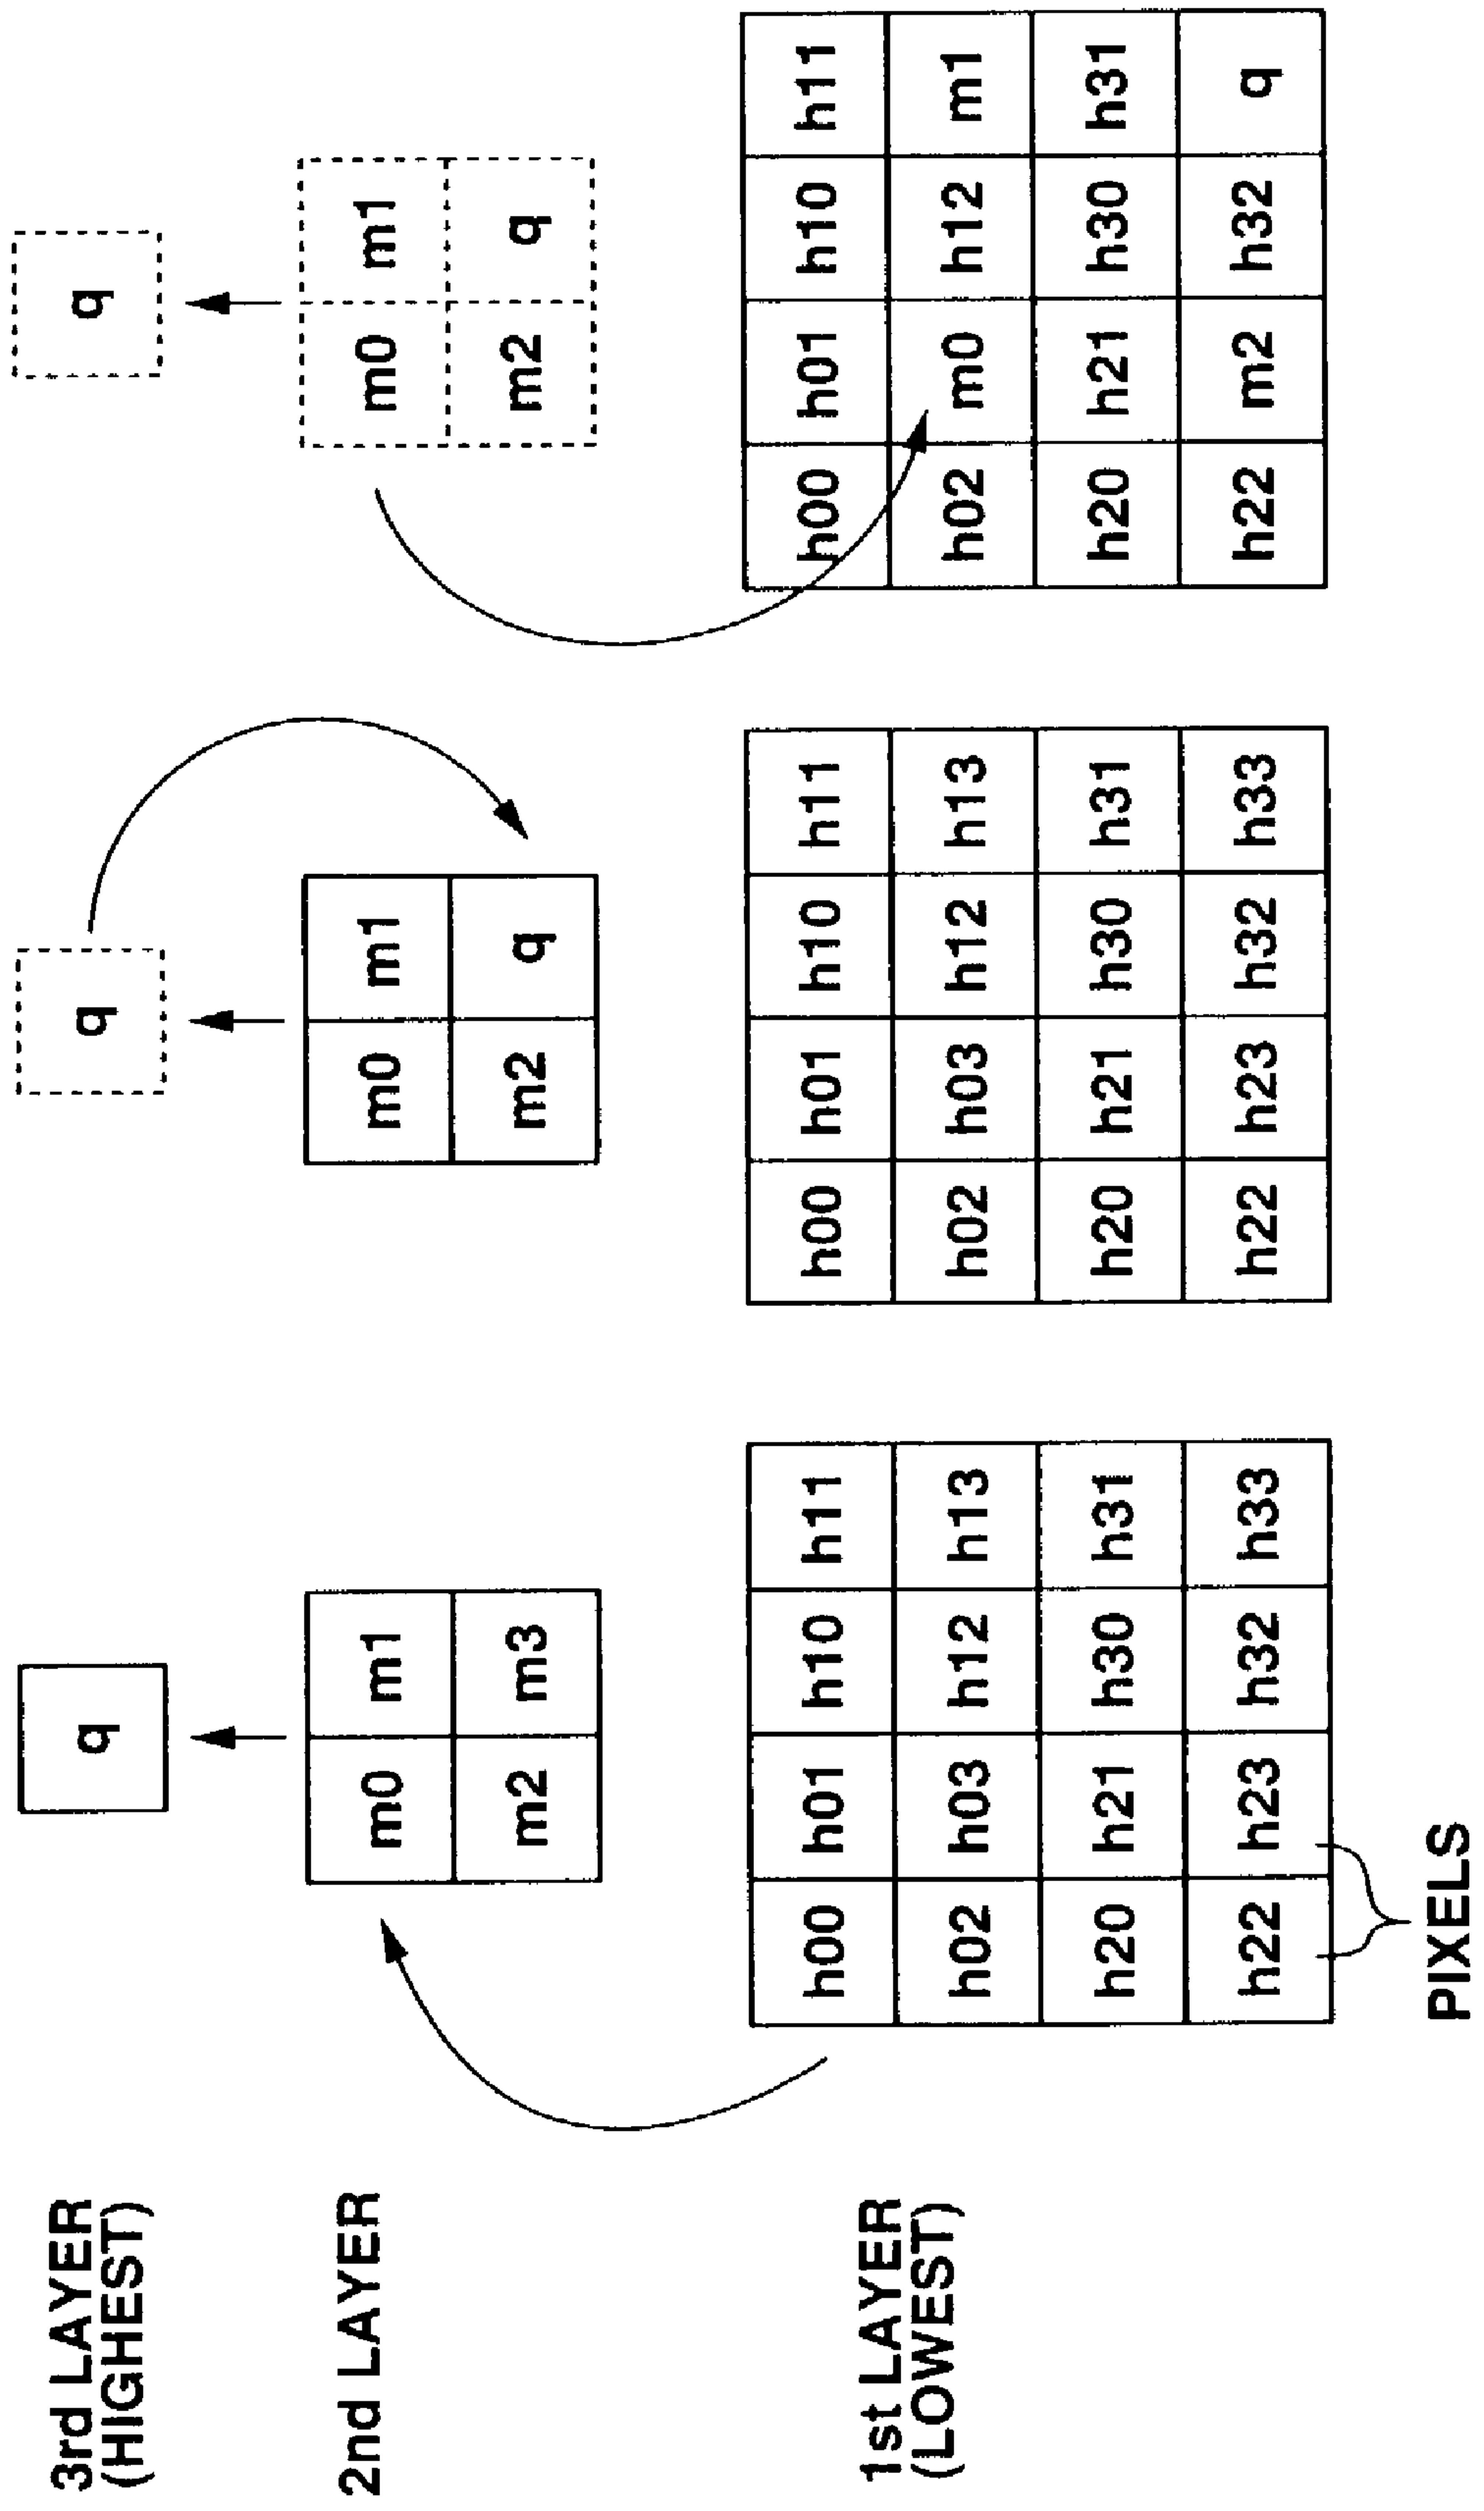 3rd LAYER
(HIGHEST)
q
q
q
2nd LAYER
m0 m1
m2 m3
m0 m1
m2 q
m0 m1
m2 q
1st LAYER
(LOWEST)
h00 h01 h10 h11
h02 h03 h12 h13
h20 h21 h30 h31
h22 h23 h32 h33
PIXELS
h00 h01 h10 h11
h02 h03 h12 h13
h20 h21 h30 h31
h22 h23 h32 h33
h00 h01 h10 h11
h02 m0 h12 m1
h20 h21 h30 h31
h22 m2 h32 q